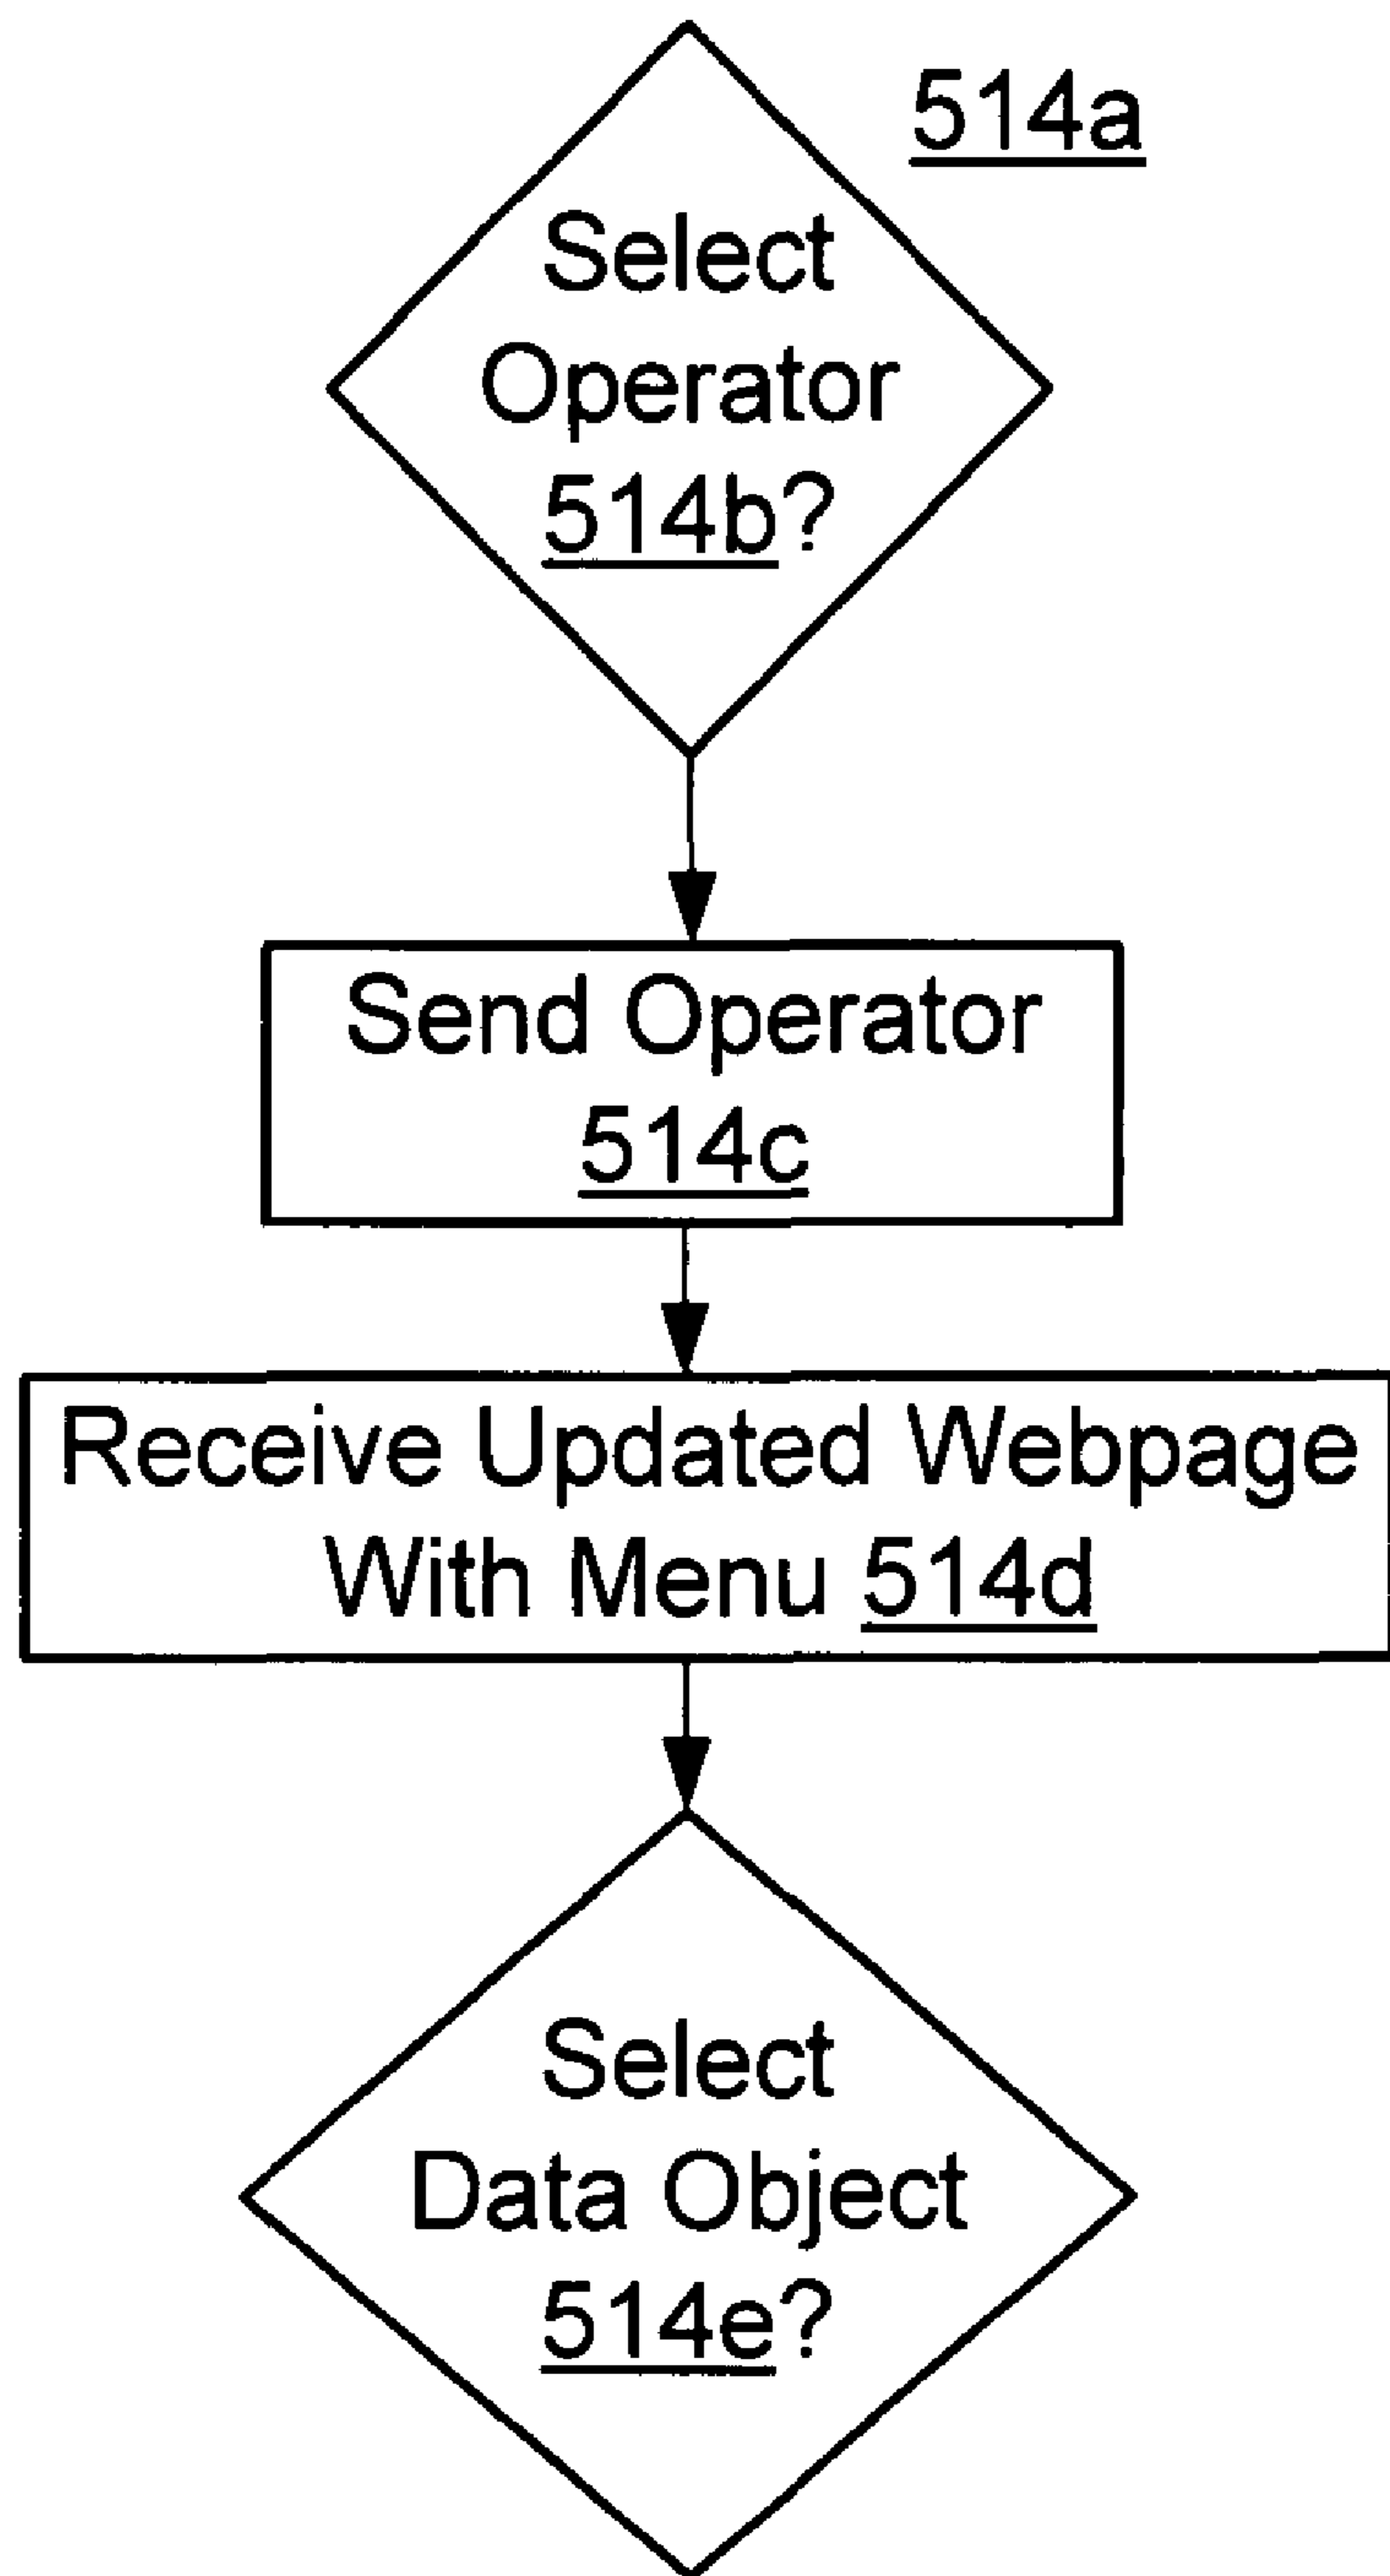 514a
Select
Operator
514b?
Send Operator
514c
Receive Updated Webpage
With Menu 514d
Select
Data Object
514e?